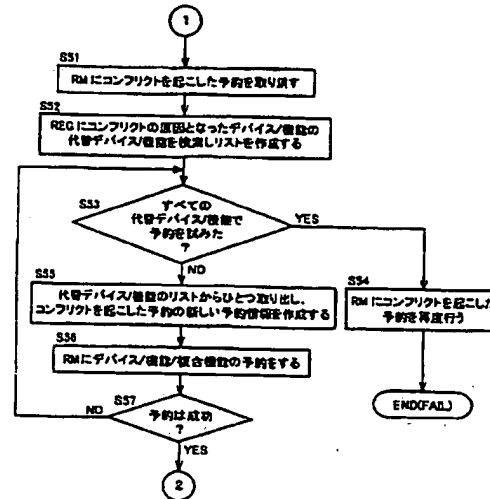 1
S51
RMにコンフリクトを起こした予約を取り消す
S52
REGにコンフリクトの原因となったデバイス/機能の
代替デバイス/機能を検索しリストを作成する
S53
すべての
代替デバイス/機能で
予約を試みた
?
YES
NO
S55
代替デバイス/機能のリストからひとつ取り出し、
コンフリクトを起こした予約の新しい予約情報を作成する
S54
RMにコンフリクトを起こした
予約を再度行う
S56
RMにデバイス/機能/複合機能の予約をする
END(FAIL)
S57
NO
予約は成功
?
YES
2